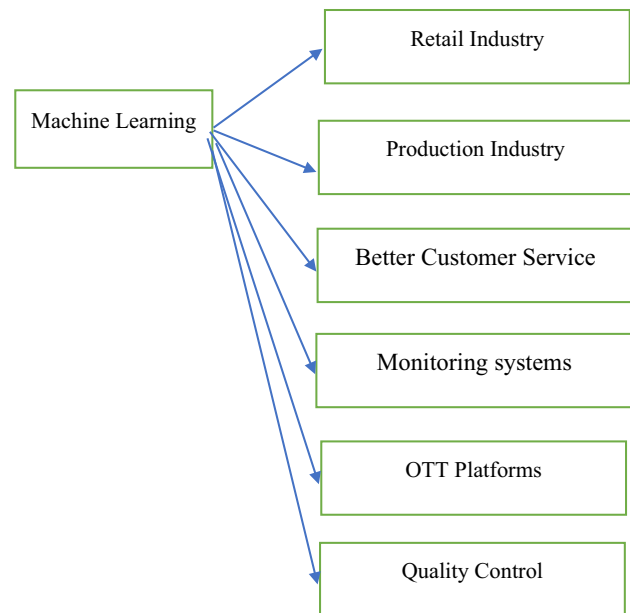 Retail Industry
Machine Learning
Production Industry
Better Customer Service
Monitoring systems
OTT Platforms
Quality Control